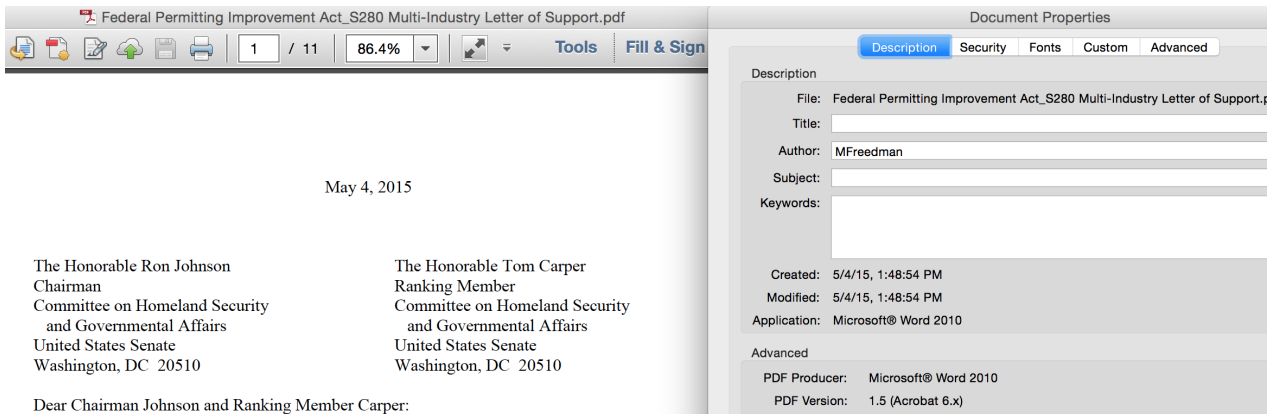 Federal Permitting Improvement Act_S280 Multi-Industry Letter of Support.pdf
1 / 11 86.4% Tools Fill & Sign
May 4, 2015
The Honorable Ron Johnson
Chairman
Committee on Homeland Security
and Governmental Affairs
United States Senate
Washington, DC 20510
The Honorable Tom Carper
Ranking Member
Committee on Homeland Security
and Governmental Affairs
United States Senate
Washington, DC 20510
Dear Chairman Johnson and Ranking Member Carper:
Document Properties
Description Security Fonts Custom Advanced
Description
File: Federal Permitting Improvement Act_S280 Multi-Industry Letter of Support.p
Title:
Author: MFreedman
Subject:
Keywords:
Created: 5/4/15, 1:48:54 PM
Modified: 5/4/15, 1:48:54 PM
Application: Microsoft® Word 2010
Advanced
PDF Producer: Microsoft® Word 2010
PDF Version: 1.5 (Acrobat 6.x)